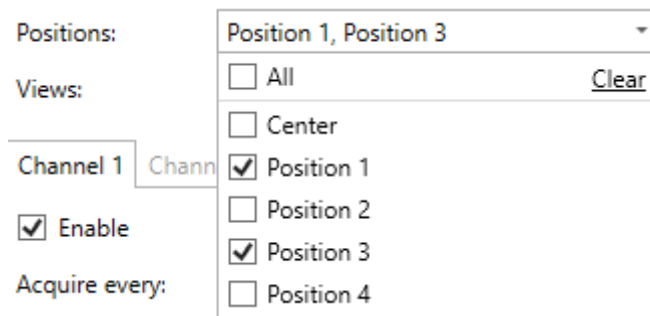 Positions: Position 1, Position 3
All Clear
Views:
Center
Channel 1 Chann Position 1
Position 2
Enable
Position 3
Acquire every:
Position 4